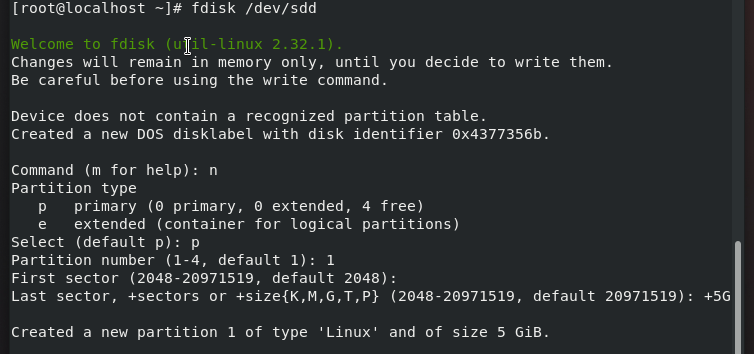 [root@localhost ~]# fdisk /dev/sdd
Welcome to fdisk (util-linux 2.32.1).
Changes will remain in memory only, until you decide to write them.
Be careful before using the write command.
Device does not contain a recognized partition table.
Created a new DOS disklabel with disk identifier 0x4377356b.
Command (m for help): n
Partition type
   p   primary (0 primary, 0 extended, 4 free)
   e   extended (container for logical partitions)
Select (default p): p
Partition number (1-4, default 1): 1
First sector (2048-20971519, default 2048):
Last sector, +sectors or +size{K,M,G,T,P} (2048-20971519, default 20971519): +5G
Created a new partition 1 of type 'Linux' and of size 5 GiB.